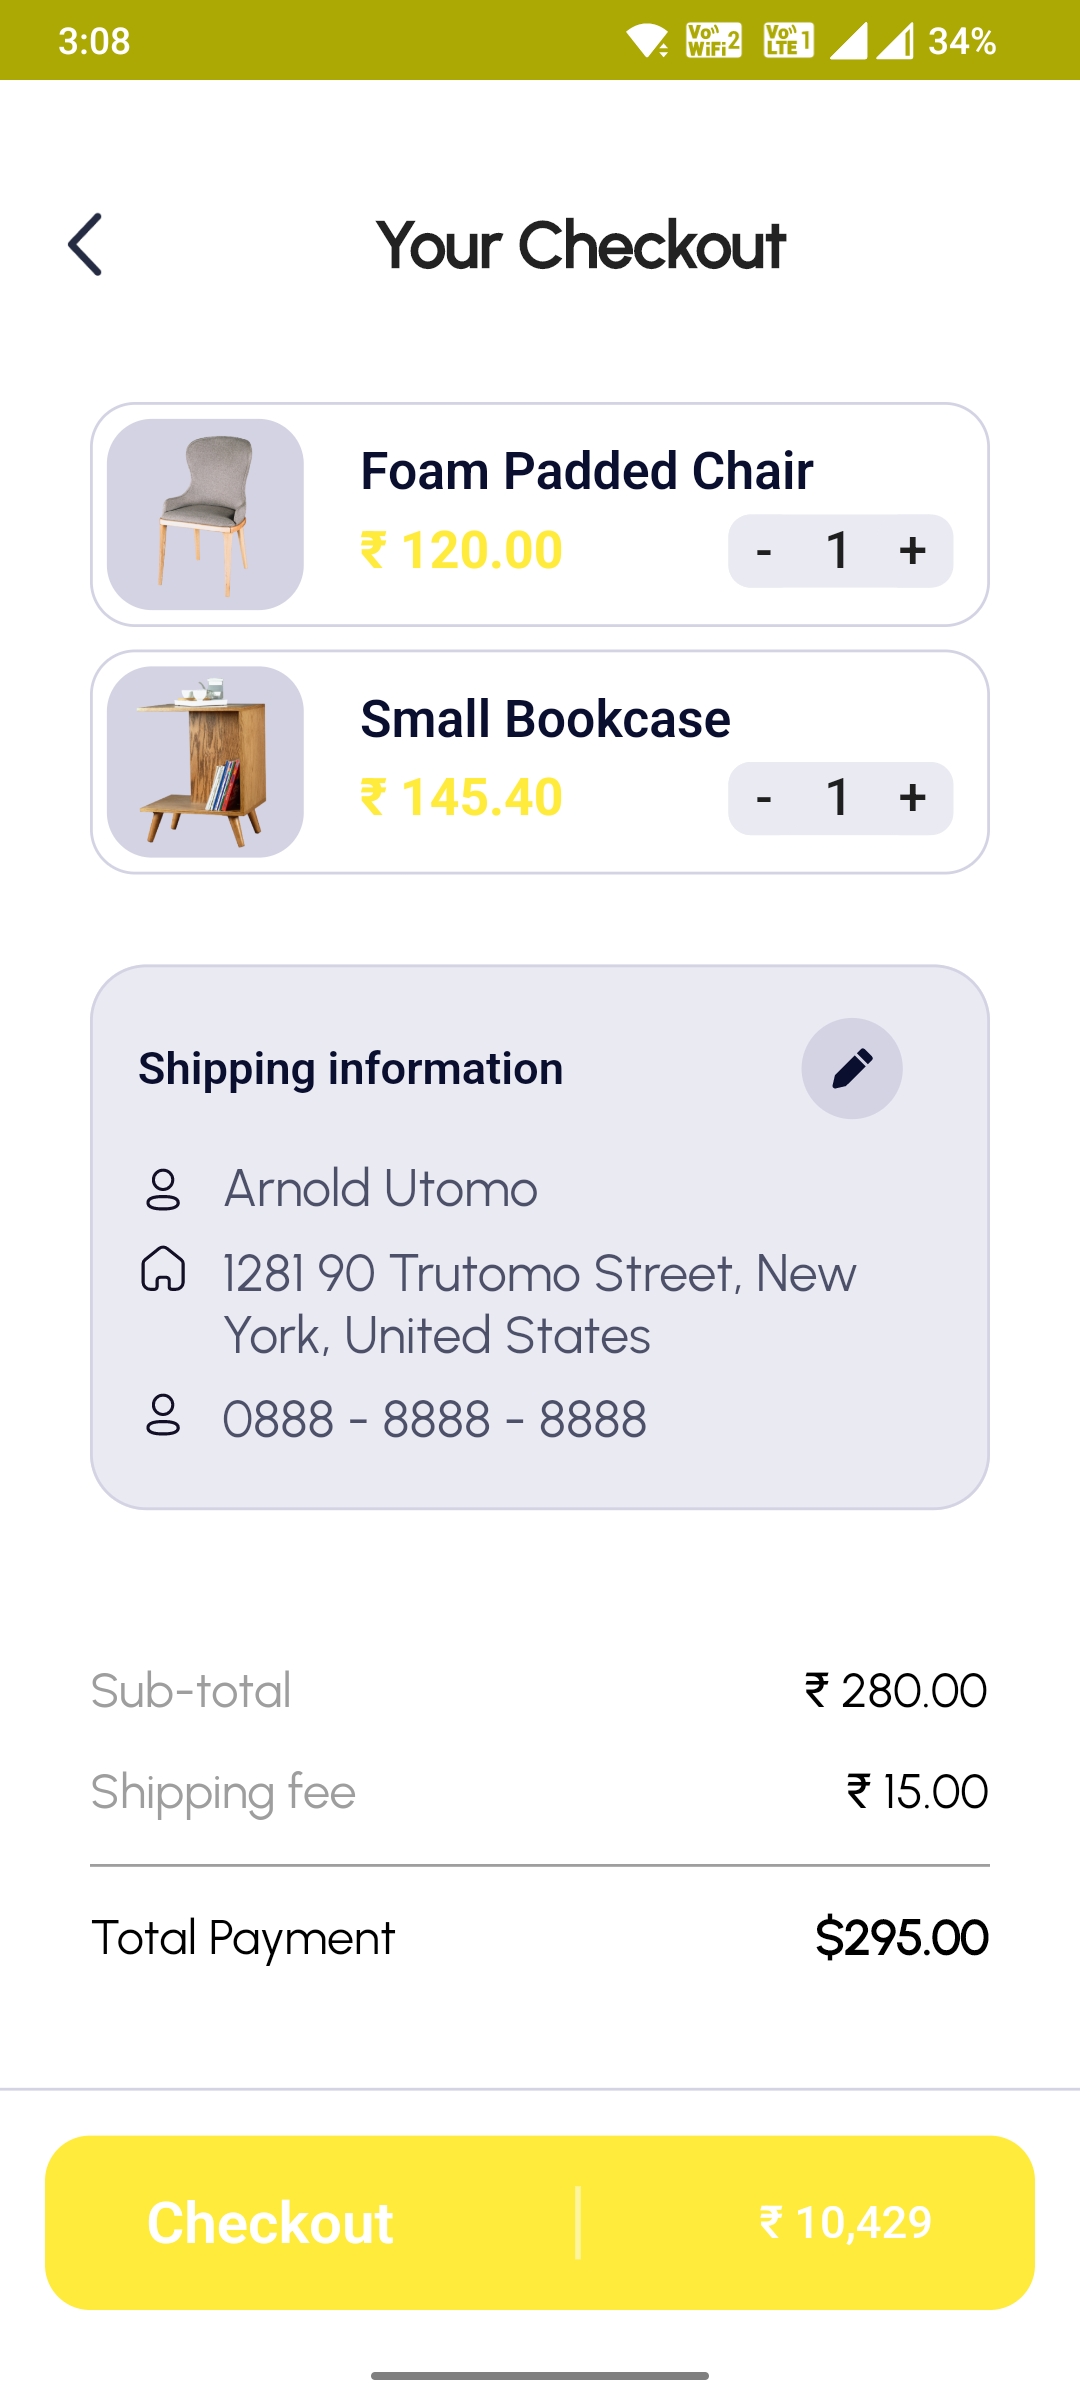 3:08
Vo WiFi 2
Vo LTE 1
34%
Your Checkout
Foam Padded Chair
₹ 120.00
- 1 +
Small Bookcase
₹ 145.40
- 1 +
Shipping information
Arnold Utomo
1281 90 Trutomo Street, New
York, United States
0888 - 8888 - 8888
Sub-total ₹ 280.00
Shipping fee ₹ 15.00
Total Payment $295.00
Checkout ₹ 10,429